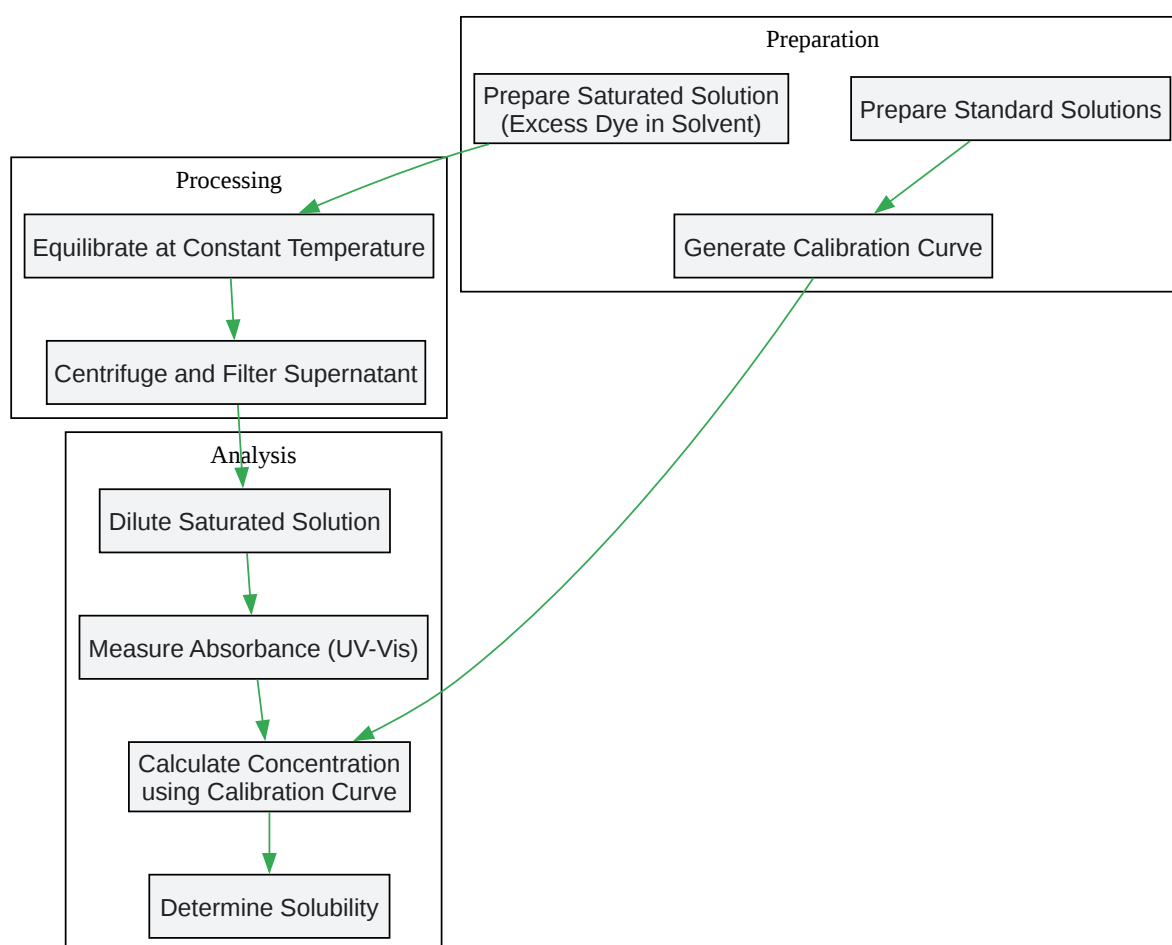 Preparation
Prepare Saturated Solution
(Excess Dye in Solvent)
Prepare Standard Solutions
Processing
Equilibrate at Constant Temperature
Generate Calibration Curve
Centrifuge and Filter Supernatant
Analysis
Dilute Saturated Solution
Measure Absorbance (UV-Vis)
Calculate Concentration
using Calibration Curve
Determine Solubility